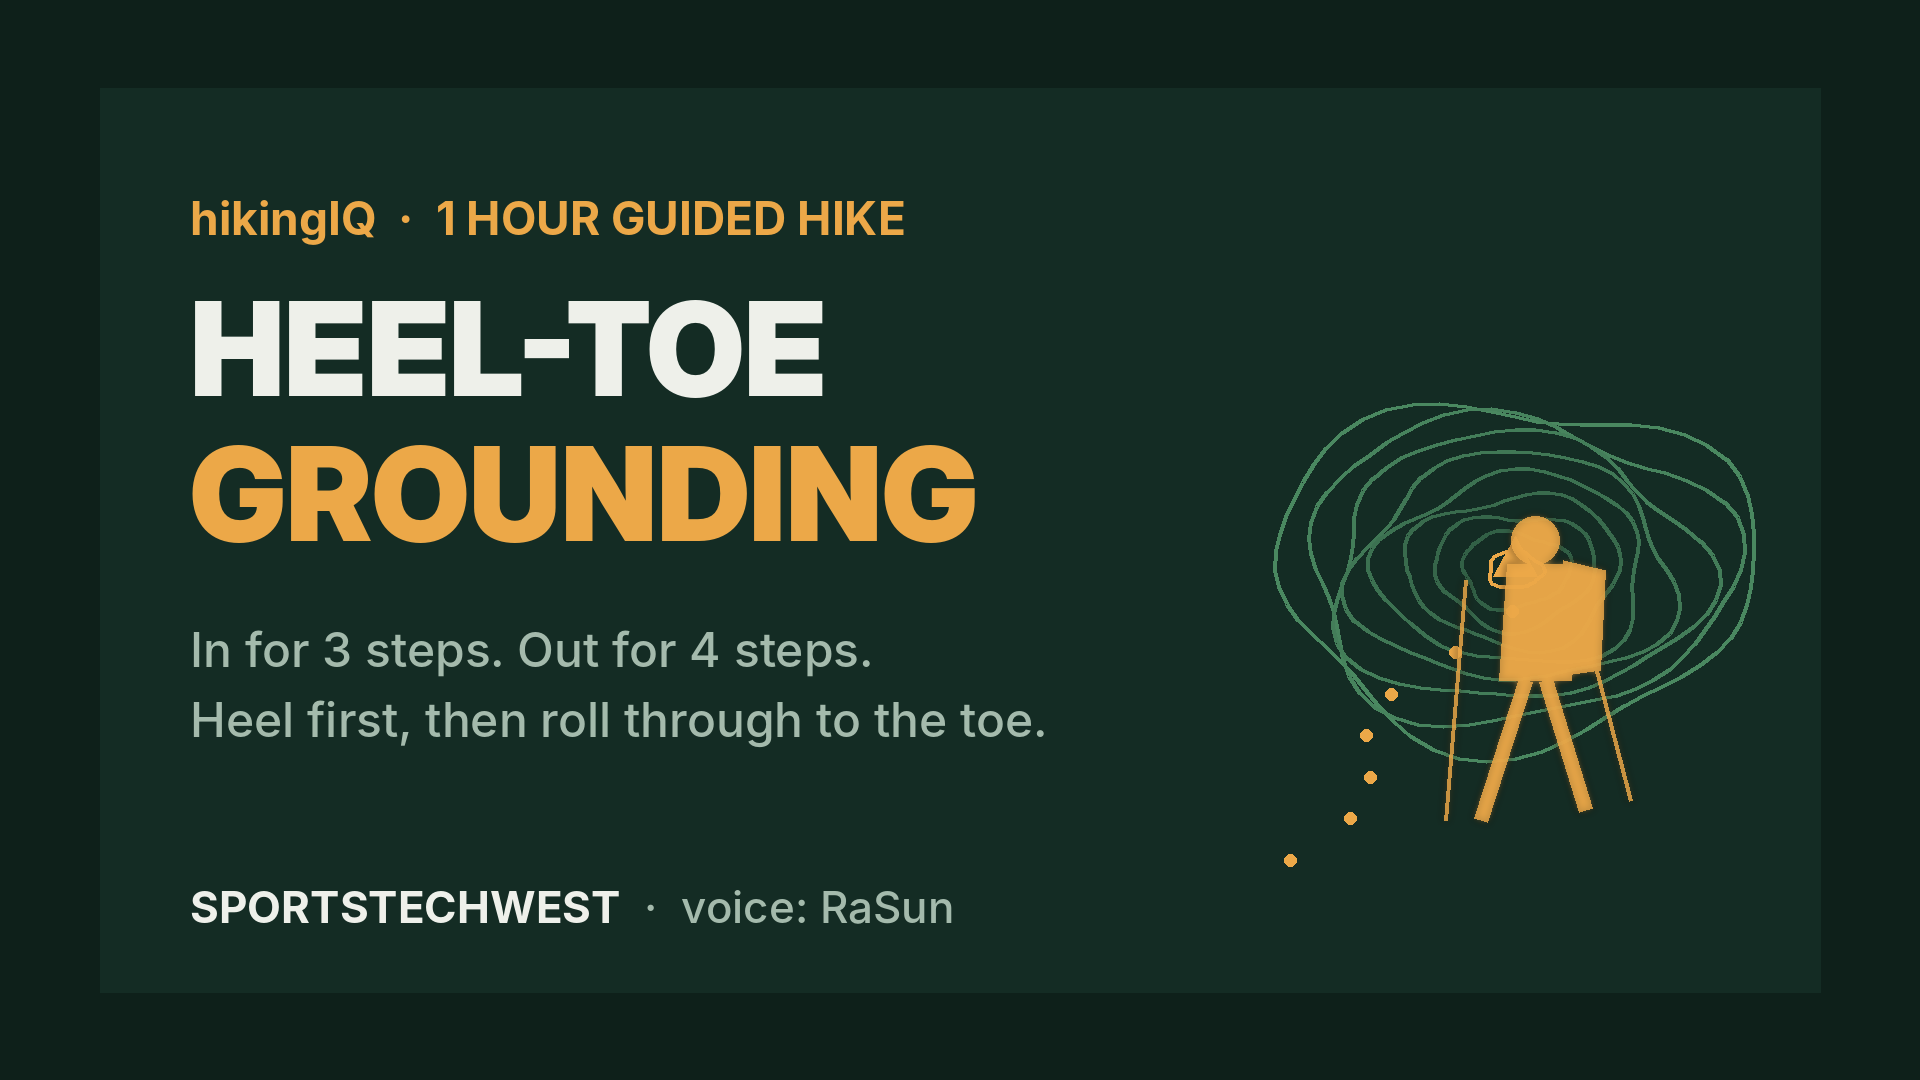 hikingIQ · 1 HOUR GUIDED HIKE
HEEL-TOE
GROUNDING
In for 3 steps. Out for 4 steps.
Heel first, then roll through to the toe.
SPORTSTECHWEST · voice: RaSun